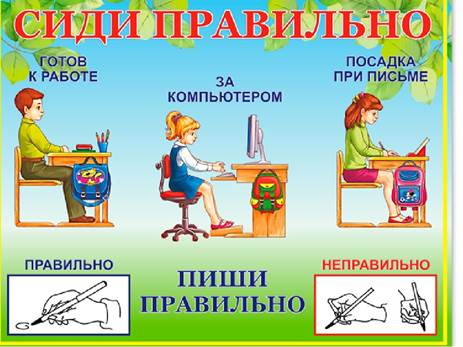 СИДИ ПРАВИЛЬНО
ГОТОВ
К РАБОТЕ
ЗА
КОМПЬЮТЕРОМ
ПОСАДКА
ПРИ ПИСЬМЕ
ПРАВИЛЬНО
ПИШИ
ПРАВИЛЬНО
НЕПРАВИЛЬНО